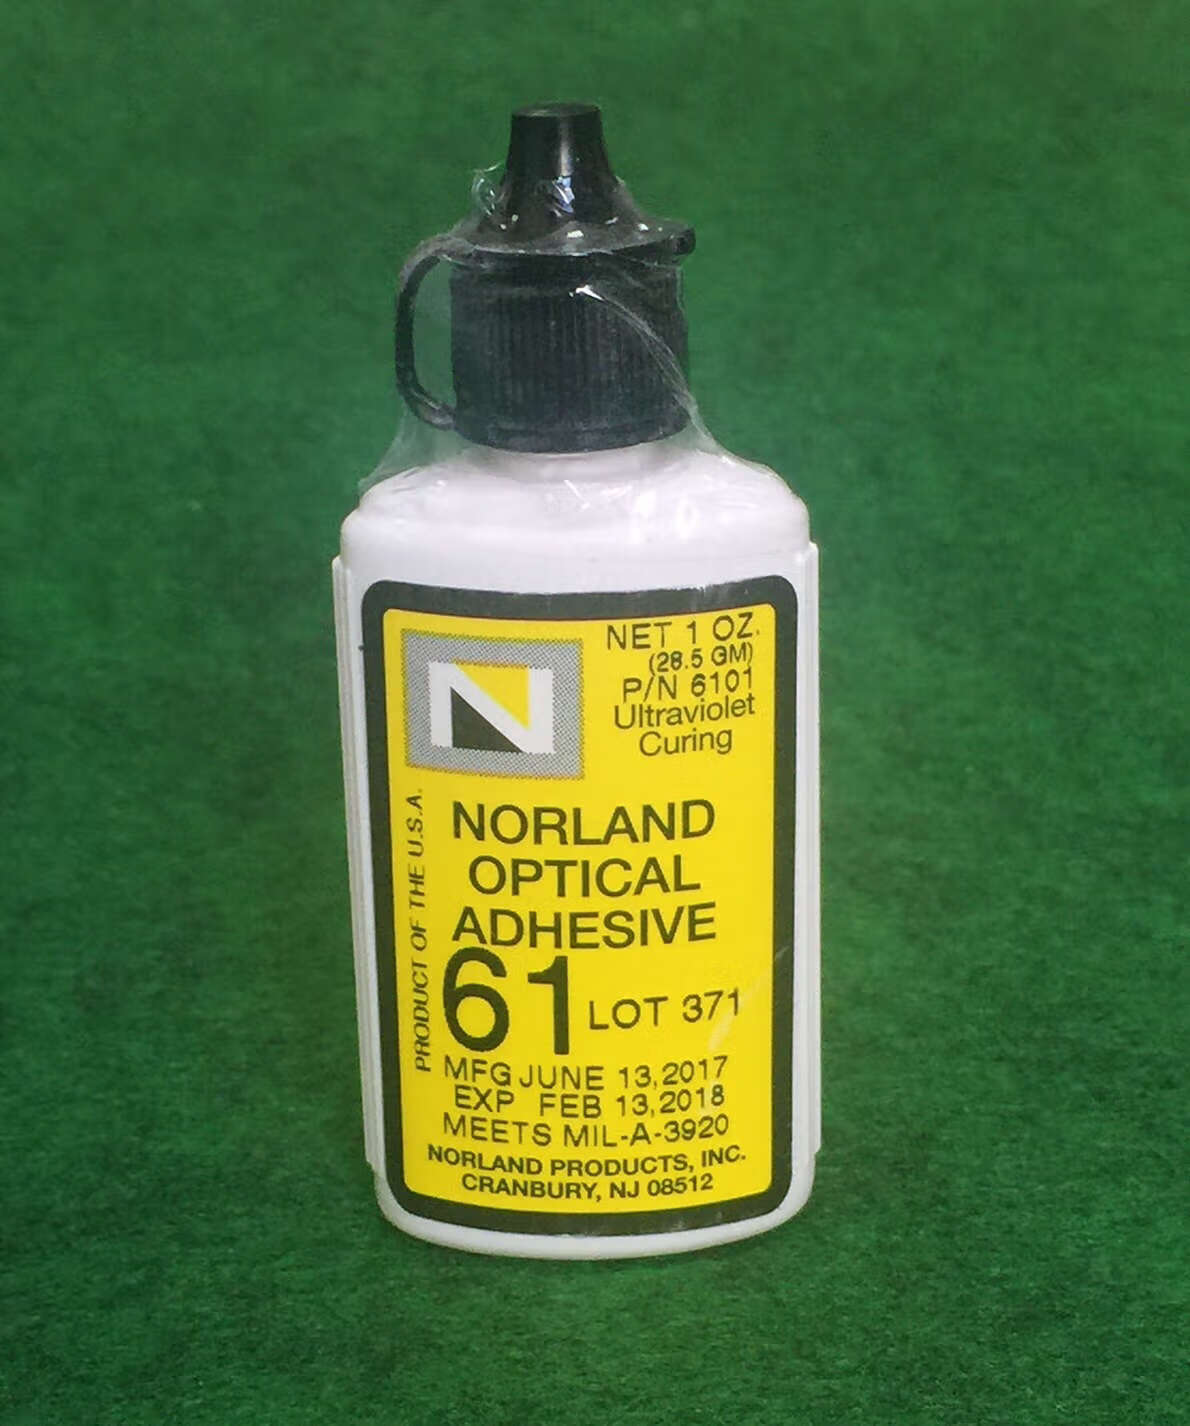 N
NET 1 OZ.
(28.5 GM)
P/N 6101
Ultraviolet
Curing
PRODUCT OF THE U.S.A.
NORLAND
OPTICAL
ADHESIVE
61 LOT 371
MFG JUNE 13,2017
EXP FEB 13,2018
MEETS MIL-A-3920
NORLAND PRODUCTS, INC.
CRANBURY, NJ 08512